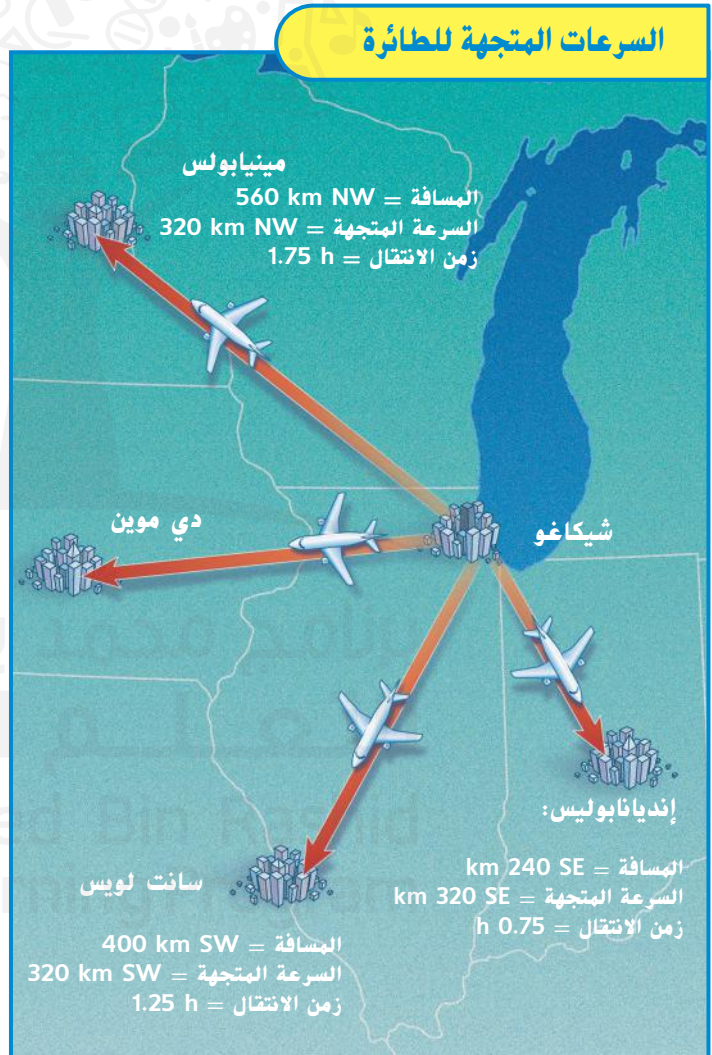 السرعات المتجهة للطائرة
مينيابولس
المسافة = 560 km NW
السرعة المتجهة = 320 km NW
زمن الانتقال = 1.75 h
دي موين
شيكاغو
إنديانابوليس:
المسافة = km 240 SE
السرعة المتجهة = km 320 SE
زمن الانتقال = h 0.75
سانت لويس
المسافة = 400 km SW
السرعة المتجهة = 320 km SW
زمن الانتقال = 1.25 h